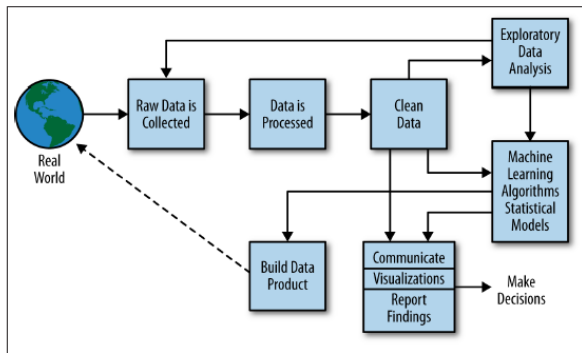 Exploratory
Data
Analysis
Raw Data is
Collected
Data is
Processed
Clean
Data
Real
World
Machine
Learning
Algorithms
Statistical
Models
Build Data
Product
Communicate
Visualizations
Report
Findings
Make
Decisions